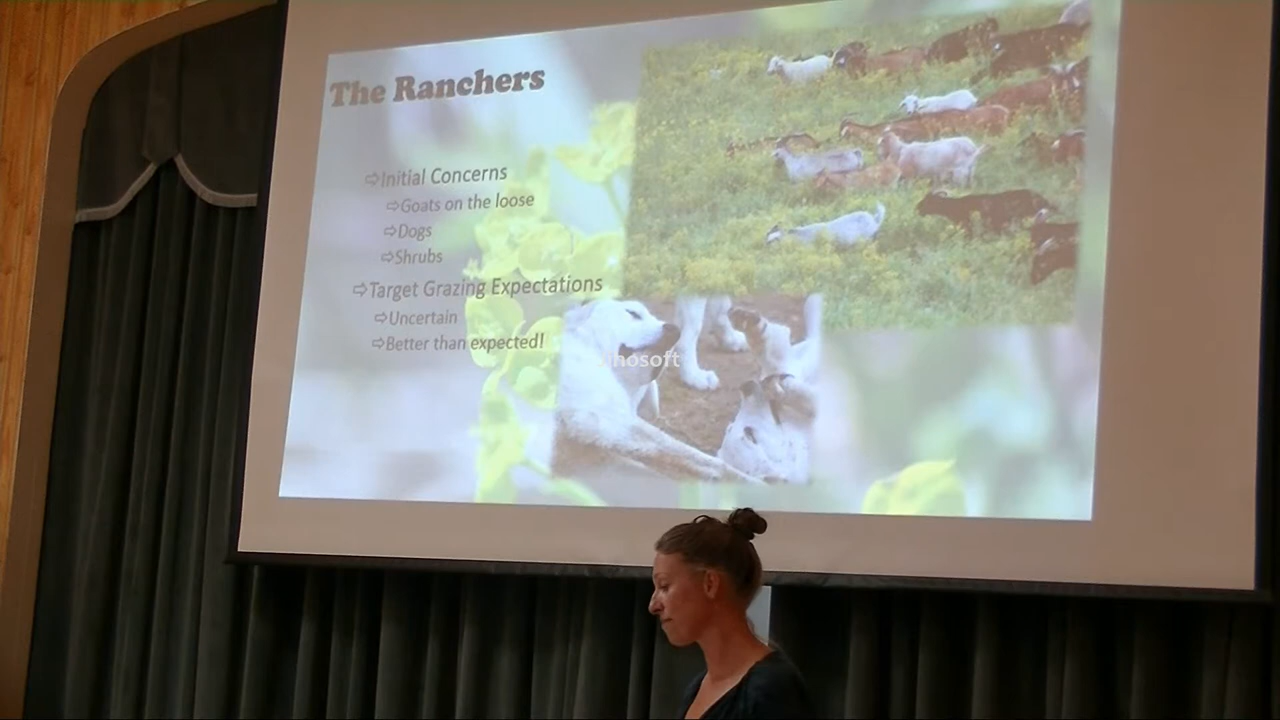 The Ranchers
⇨Initial Concerns
⇨Goats on the loose
⇨Dogs
⇨Shrubs
⇨Target Grazing Expectations
⇨Uncertain
⇨Better than expected!